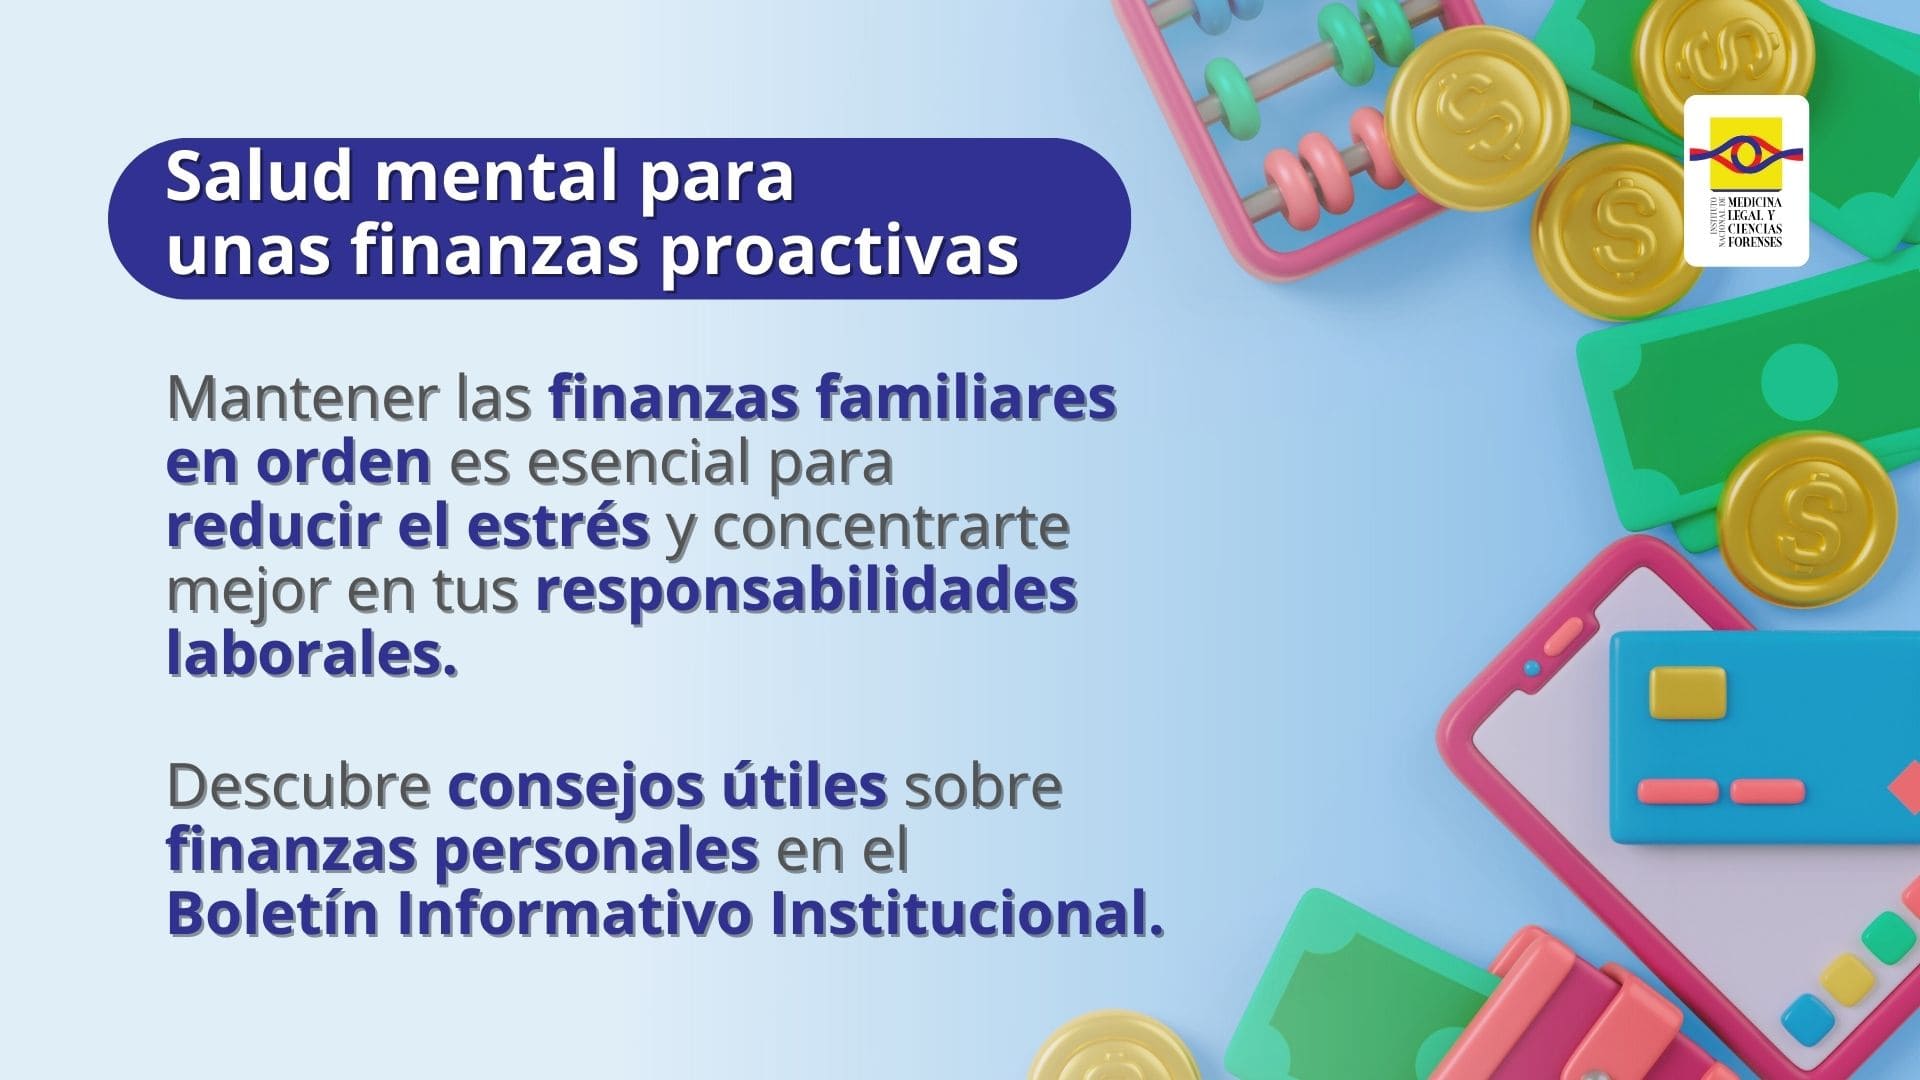 Salud mental para
unas finanzas proactivas
INSTITUTO
NACIONAL DE
MEDICINA
LEGAL Y
CIENCIAS
FORENSES
Mantener las finanzas familiares
en orden es esencial para
reducir el estrés y concentrarte
mejor en tus responsabilidades
laborales.
Descubre consejos útiles sobre
finanzas personales en el
Boletín Informativo Institucional.
$
$
$
$
$